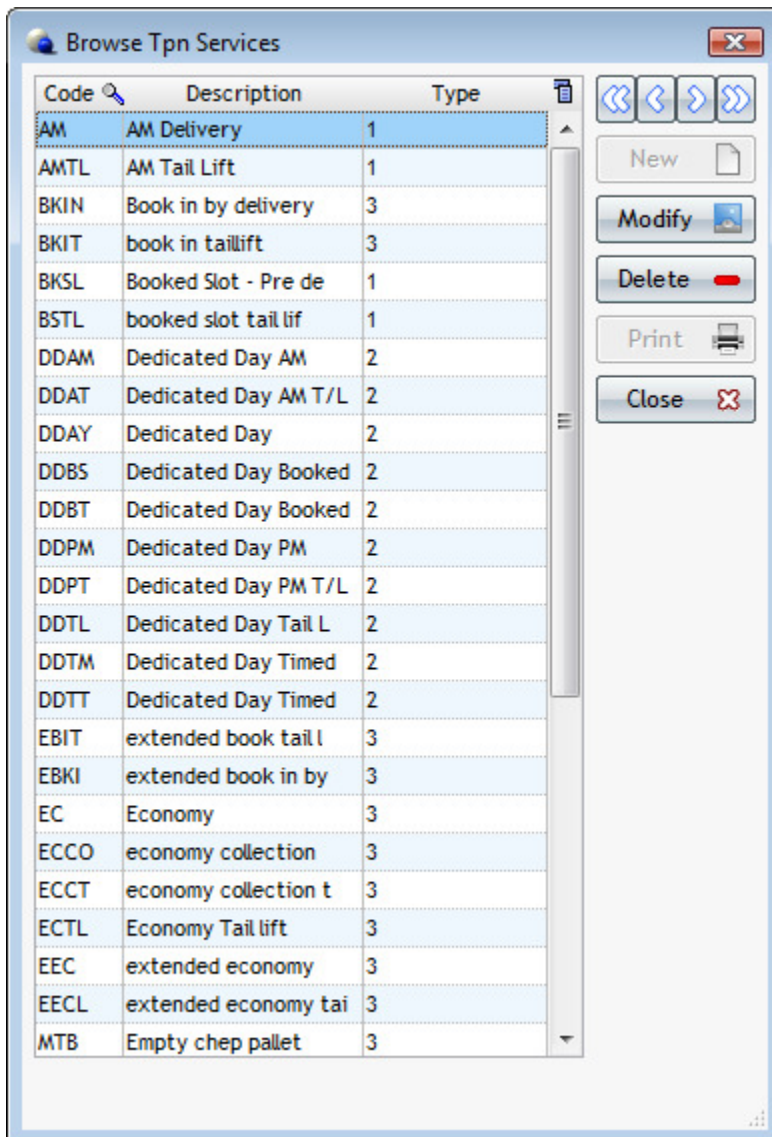 Browse Tpn Services
Code Description Type
AM AM Delivery 1
AMTL AM Tail Lift 1
BKIN Book in by delivery 3
BKIT book in taillift 3
BKSL Booked Slot - Pre de 1
BSTL booked slot tail lif 1
DDAM Dedicated Day AM 2
DDAT Dedicated Day AM T/L 2
DDAY Dedicated Day 2
DDBS Dedicated Day Booked 2
DDBT Dedicated Day Booked 2
DDPM Dedicated Day PM 2
DDPT Dedicated Day PM T/L 2
DDTL Dedicated Day Tail L 2
DDTM Dedicated Day Timed 2
DDTT Dedicated Day Timed 2
EBIT extended book tail l 3
EBKI extended book in by 3
EC Economy 3
ECCO economy collection 3
ECCT economy collection t 3
ECTL Economy Tail lift 3
EEC extended economy 3
EECL extended economy tai 3
MTB Empty chep pallet 3
New
Modify
Delete
Print
Close